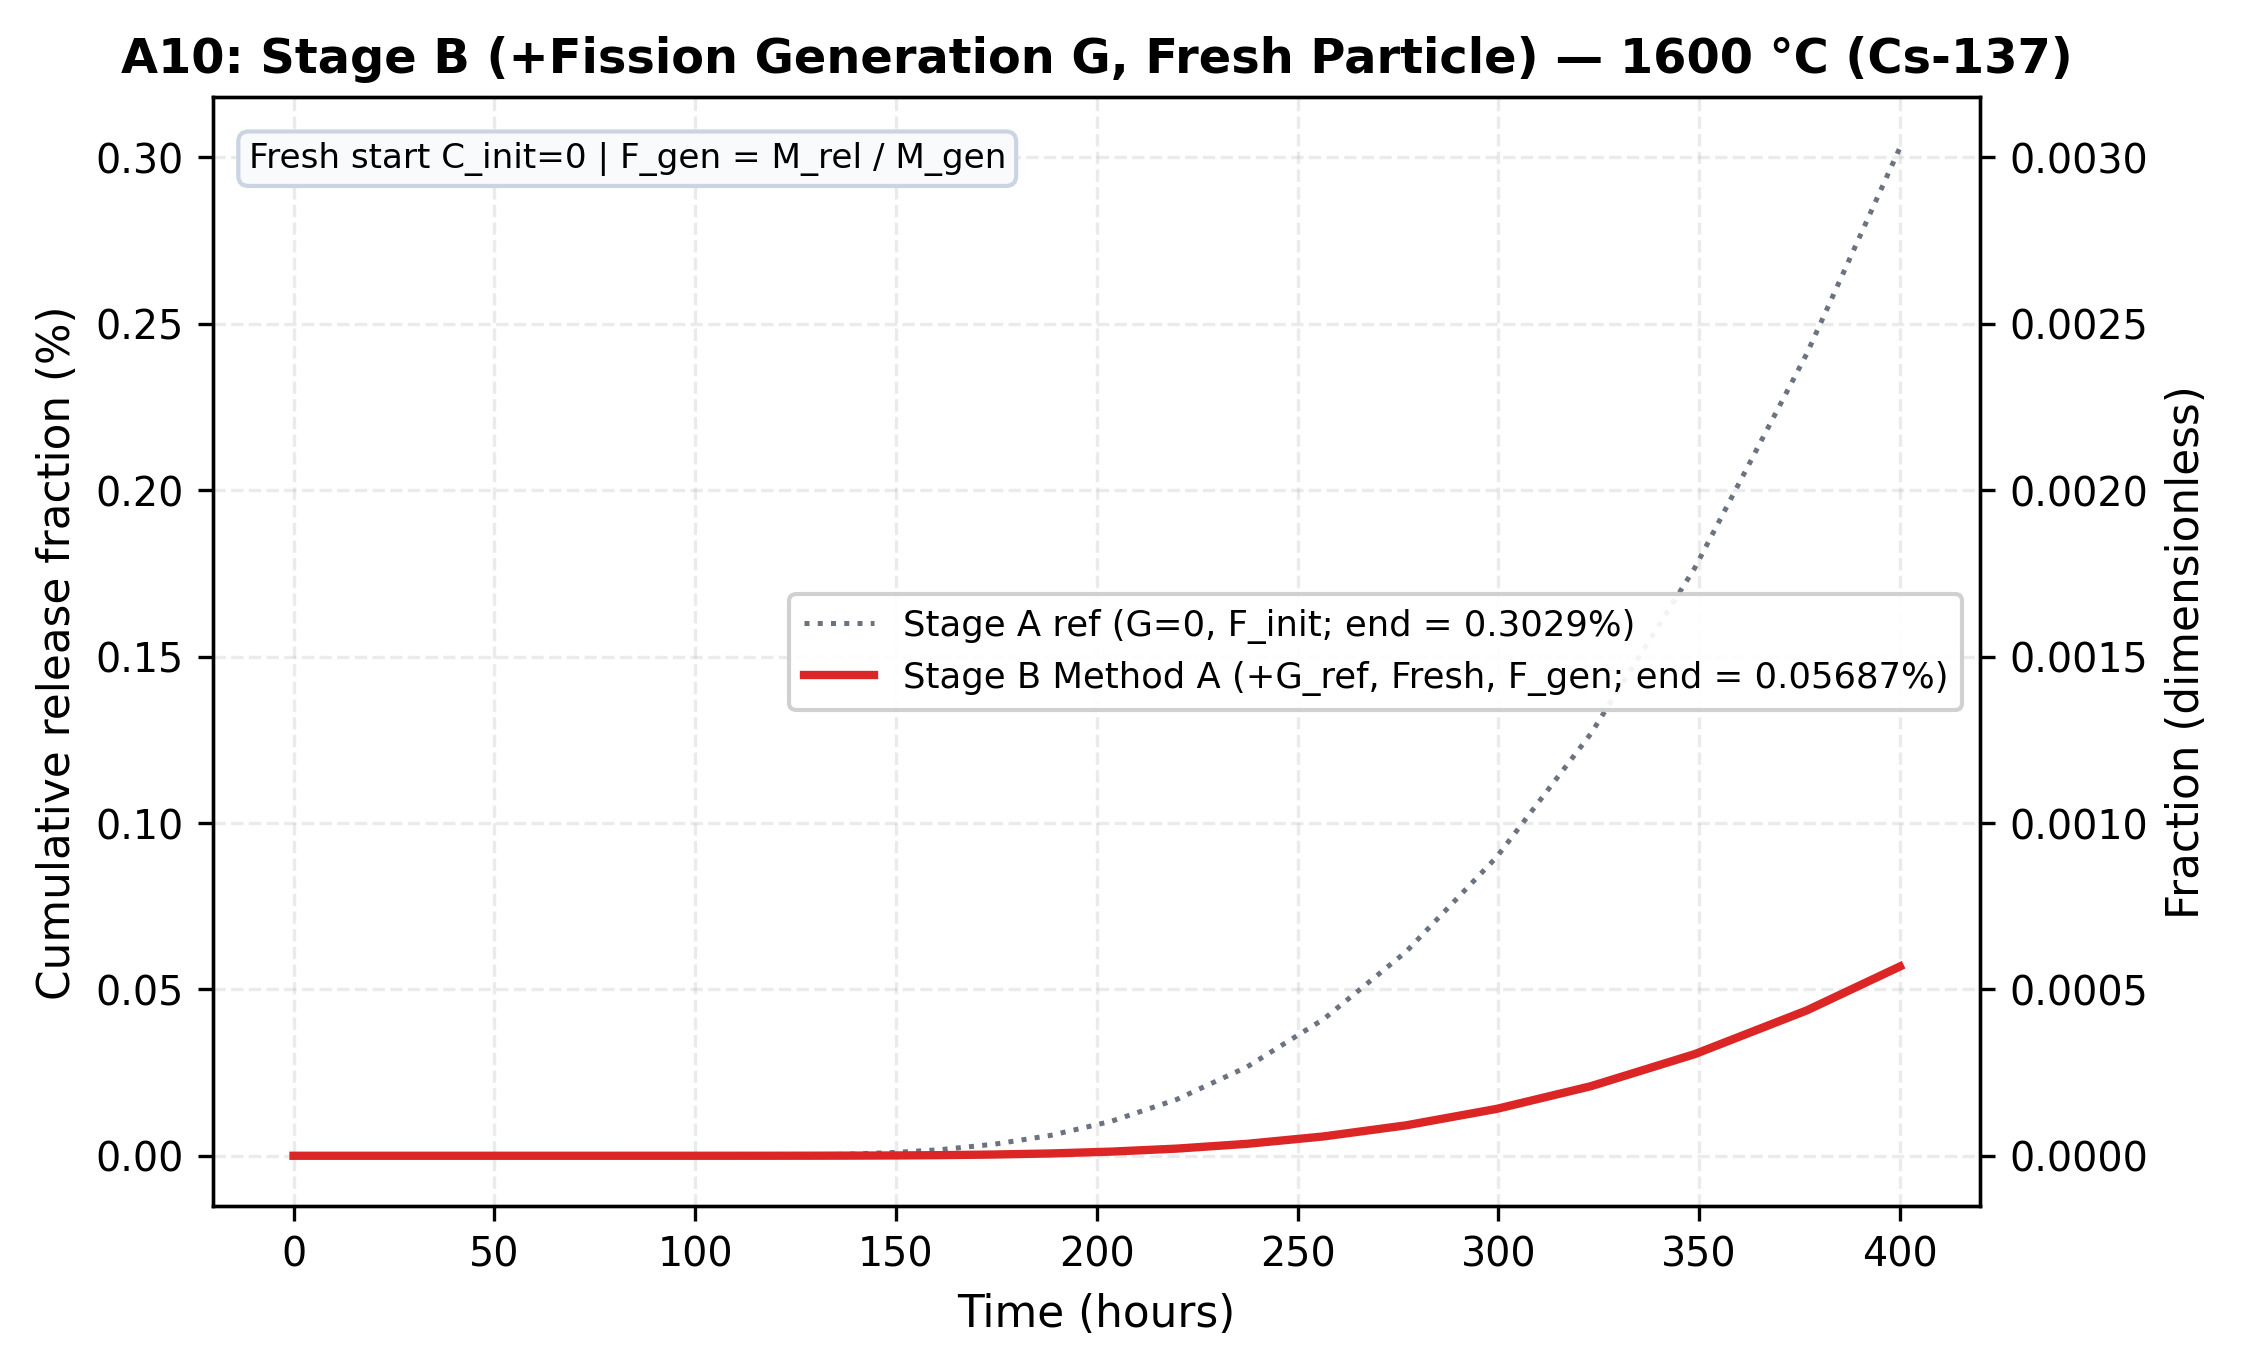 A10: Stage B (+Fission Generation G, Fresh Particle) — 1600 °C (Cs-137)
Fresh start C_init=0 | F_gen = M_rel / M_gen
Cumulative release fraction (%)
0.30
0.25
0.20
0.15
0.10
0.05
0.00
Stage A ref (G=0, F_init; end = 0.3029%)
Stage B Method A (+G_ref, Fresh, F_gen; end = 0.05687%)
0.0030
0.0025
0.0020
0.0015
0.0010
0.0005
0.0000
Fraction (dimensionless)
0 50 100 150 200 250 300 350 400
Time (hours)